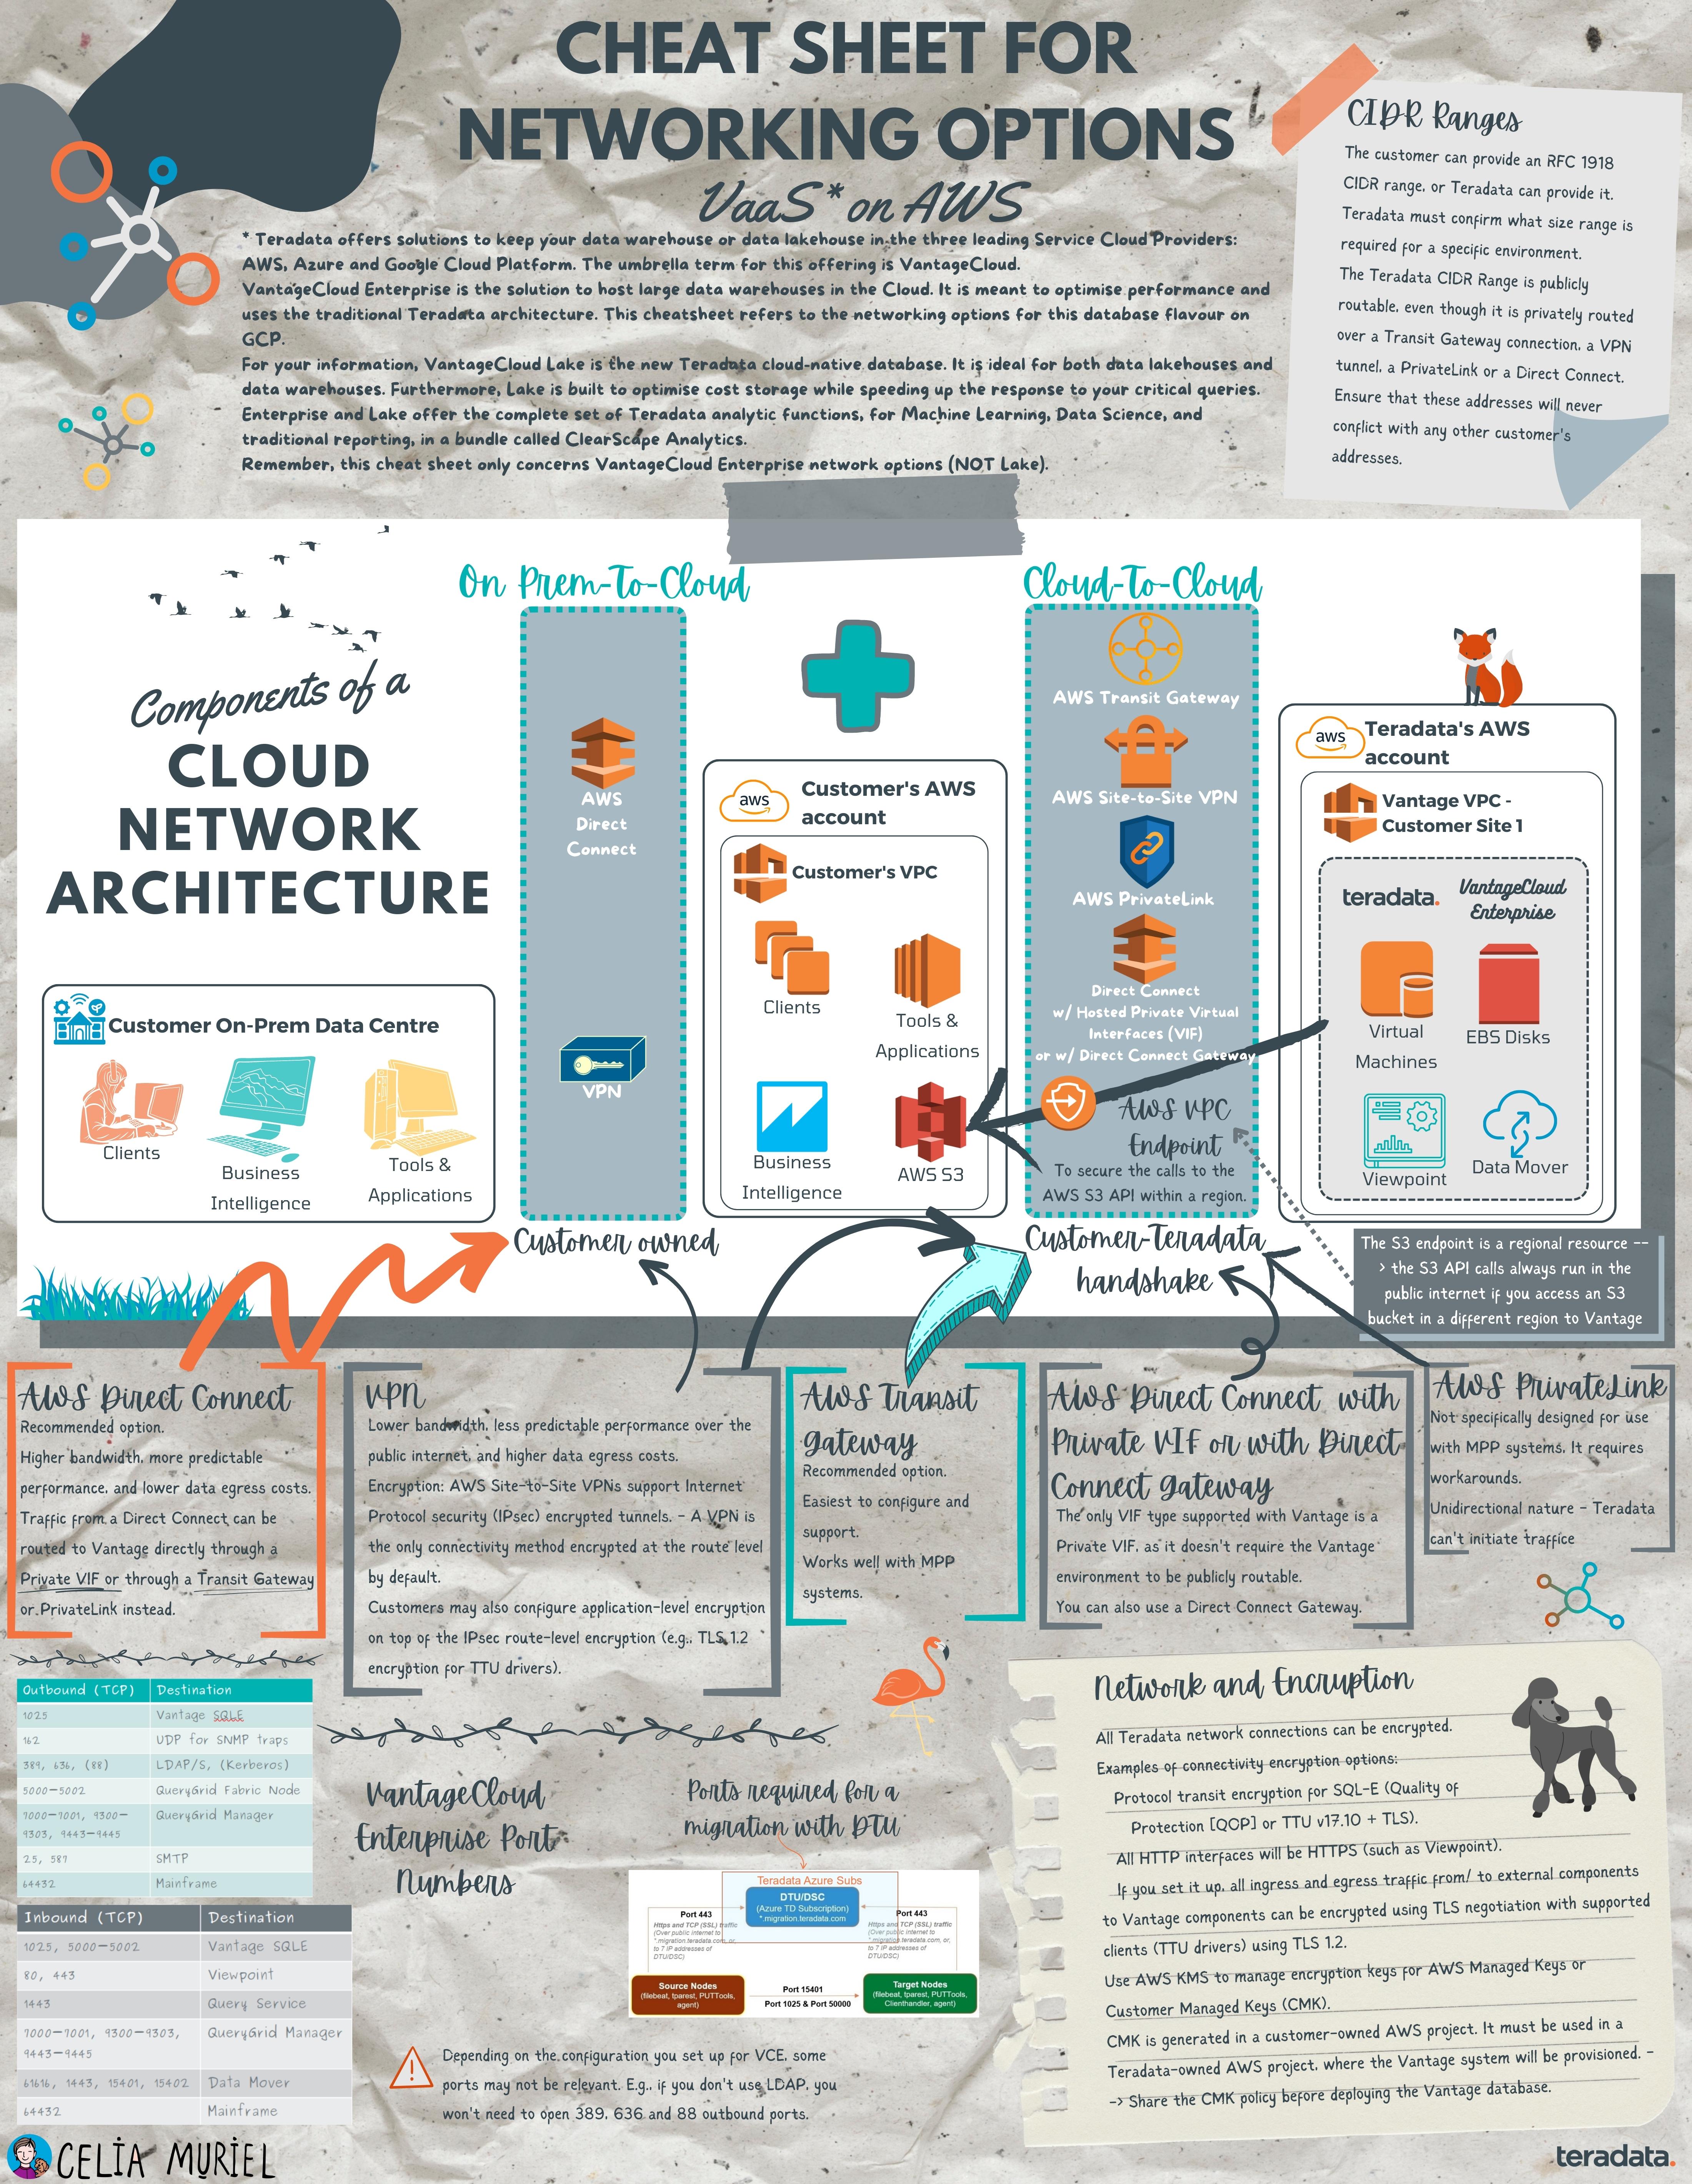 CHEAT SHEET FOR
NETWORKING OPTIONS
VaaS* on AWS
* Teradata offers solutions to keep your data warehouse or data lakehouse in the three leading Service Cloud Providers:
AWS, Azure and Google Cloud Platform. The umbrella term for this offering is VantageCloud.
VantageCloud Enterprise is the solution to host large data warehouses in the Cloud. It is meant to optimise performance and
uses the traditional Teradata architecture. This cheatsheet refers to the networking options for this database flavour on
GCP.
For your information, VantageCloud Lake is the new Teradata cloud-native database. It is ideal for both data lakehouses and
data warehouses. Furthermore, Lake is built to optimise cost storage while speeding up the response to your critical queries.
Enterprise and Lake offer the complete set of Teradata analytic functions, for Machine Learning, Data Science, and
traditional reporting, in a bundle called ClearScape Analytics.
Remember, this cheat sheet only concerns VantageCloud Enterprise network options (NOT Lake).
CIDR Ranges
The customer can provide an RFC 1918
CIDR range, or Teradata can provide it.
Teradata must confirm what size range is
required for a specific environment.
The Teradata CIDR Range is publicly
routable, even though it is privately routed
over a Transit Gateway connection, a VPN
tunnel, a PrivateLink or a Direct Connect.
Ensure that these addresses will never
conflict with any other customer's
addresses.
Components of a
CLOUD
NETWORK
ARCHITECTURE
Customer On-Prem Data Centre
Clients
Business
Intelligence
Tools &
Applications
On Prem-To-Cloud
AWS
Direct
Connect
VPN
Customer owned
aws
Customer's AWS
account
Customer's VPC
Clients
Tools &
Applications
Business
Intelligence
AWS S3
Cloud-To-Cloud
AWS Transit Gateway
AWS Site-to-Site VPN
AWS PrivateLink
Direct Connect
w/ Hosted Private Virtual
Interfaces (VIF)
or w/ Direct Connect Gateway
AWS VPC
Endpoint
To secure the calls to the
AWS S3 API within a region.
Customer-Teradata
handshake
aws
Teradata's AWS
account
Vantage VPC -
Customer Site 1
teradata.
VantageCloud
Enterprise
Virtual
Machines
EBS Disks
Viewpoint
Data Mover
The S3 endpoint is a regional resource --
> the S3 API calls always run in the
public internet if you access an S3
bucket in a different region to Vantage
AWS Direct Connect
Recommended option.
Higher bandwidth, more predictable
performance, and lower data egress costs.
Traffic from a Direct Connect can be
routed to Vantage directly through a
Private VIF or through a Transit Gateway
or PrivateLink instead.
VPN
Lower bandwidth, less predictable performance over the
public internet, and higher data egress costs.
Encryption: AWS Site-to-Site VPNs support Internet
Protocol security (IPsec) encrypted tunnels. - A VPN is
the only connectivity method encrypted at the route level
by default.
Customers may also configure application-level encryption
on top of the IPsec route-level encryption (e.g., TLS 1.2
encryption for TTU drivers).
AWS Transit
Gateway
Recommended option.
Easiest to configure and
support.
Works well with MPP
systems.
AWS Direct Connect with
Private VIF or with Direct
Connect Gateway
The only VIF type supported with Vantage is a
Private VIF, as it doesn't require the Vantage
environment to be publicly routable.
You can also use a Direct Connect Gateway.
AWS PrivateLink
Not specifically designed for use
with MPP systems. It requires
workarounds.
Unidirectional nature - Teradata
can't initiate traffice
Outbound (TCP) Destination
1025 Vantage SQLE
162 UDP for SNMP traps
389, 636, (88) LDAP/S, (Kerberos)
5000-5002 QueryGrid Fabric Node
7000-7001, 9300- QueryGrid Manager
9303, 9443-9445
25, 587 SMTP
64432 Mainframe
Inbound (TCP) Destination
1025, 5000-5002 Vantage SQLE
80, 443 Viewpoint
1443 Query Service
7000-7001, 9300-9303, QueryGrid Manager
9443-9445
61616, 1443, 15401, 15402 Data Mover
64432 Mainframe
VantageCloud
Enterprise Port
Numbers
Ports required for a
migration with DTU
Teradata Azure Subs
DTU/DSC
(Azure TD Subscription)
*.migration.teradata.com
Port 443
Https and TCP (SSL) traffic
(Over public internet to
*.migration.teradata.com, or,
to 7 IP addresses of
DTU/DSC)
Port 443
Https and TCP (SSL) traffic
(Over public internet to
*.migration.teradata.com, or,
to 7 IP addresses of
DTU/DSC)
Source Nodes
(filebeat, tparest, PUTTools,
agent)
Port 15401
Port 1025 & Port 50000
Target Nodes
(filebeat, tparest, PUTTools,
Clienthandler, agent)
Depending on the configuration you set up for VCE, some
ports may not be relevant. E.g., if you don't use LDAP, you
won't need to open 389, 636 and 88 outbound ports.
Network and Encryption
All Teradata network connections can be encrypted.
Examples of connectivity encryption options:
Protocol transit encryption for SQL-E (Quality of
Protection [QOP] or TTU v17.10 + TLS).
All HTTP interfaces will be HTTPS (such as Viewpoint).
If you set it up, all ingress and egress traffic from/ to external components
to Vantage components can be encrypted using TLS negotiation with supported
clients (TTU drivers) using TLS 1.2.
Use AWS KMS to manage encryption keys for AWS Managed Keys or
Customer Managed Keys (CMK).
CMK is generated in a customer-owned AWS project. It must be used in a
Teradata-owned AWS project, where the Vantage system will be provisioned. -
-> Share the CMK policy before deploying the Vantage database.
CELIA MURIEL
teradata.